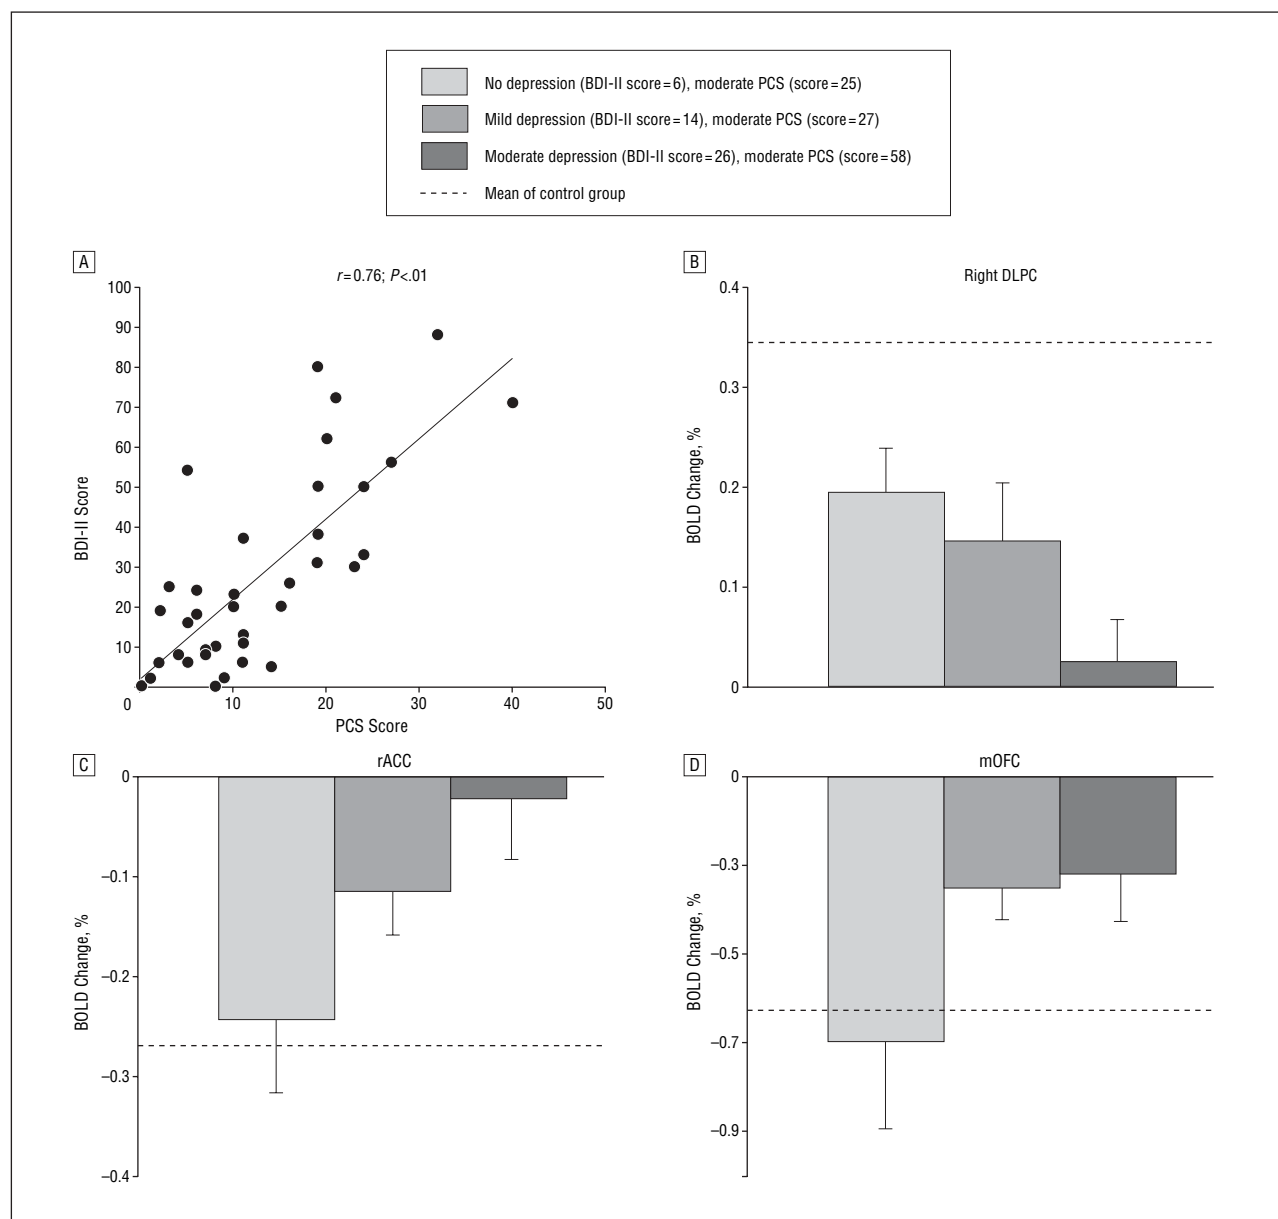 No depression (BDI-II score=6), moderate PCS (score=25)
Mild depression (BDI-II score=14), moderate PCS (score=27)
Moderate depression (BDI-II score=26), moderate PCS (score=58)
Mean of control group
A
r=0.76; P<.01
100
90
80
70
60
50
40
30
20
10
0
10
20
30
40
50
BDI-II Score
PCS Score
B
Right DLPC
0.4
0.3
0.2
0.1
0
BOLD Change, %
C
rACC
0
–0.1
–0.2
–0.3
–0.4
BOLD Change, %
D
mOFC
0
–0.3
–0.5
–0.7
–0.9
BOLD Change, %